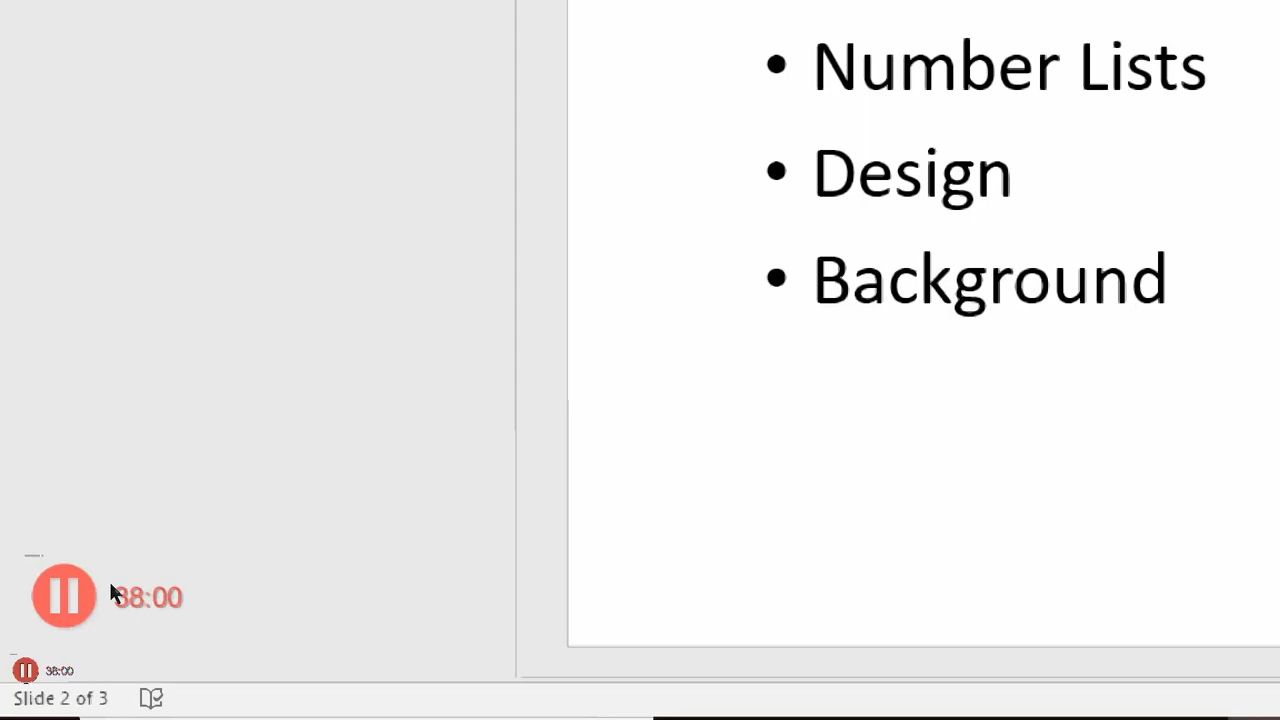 • Number Lists
• Design
• Background
38:00
38:00
Slide 2 of 3